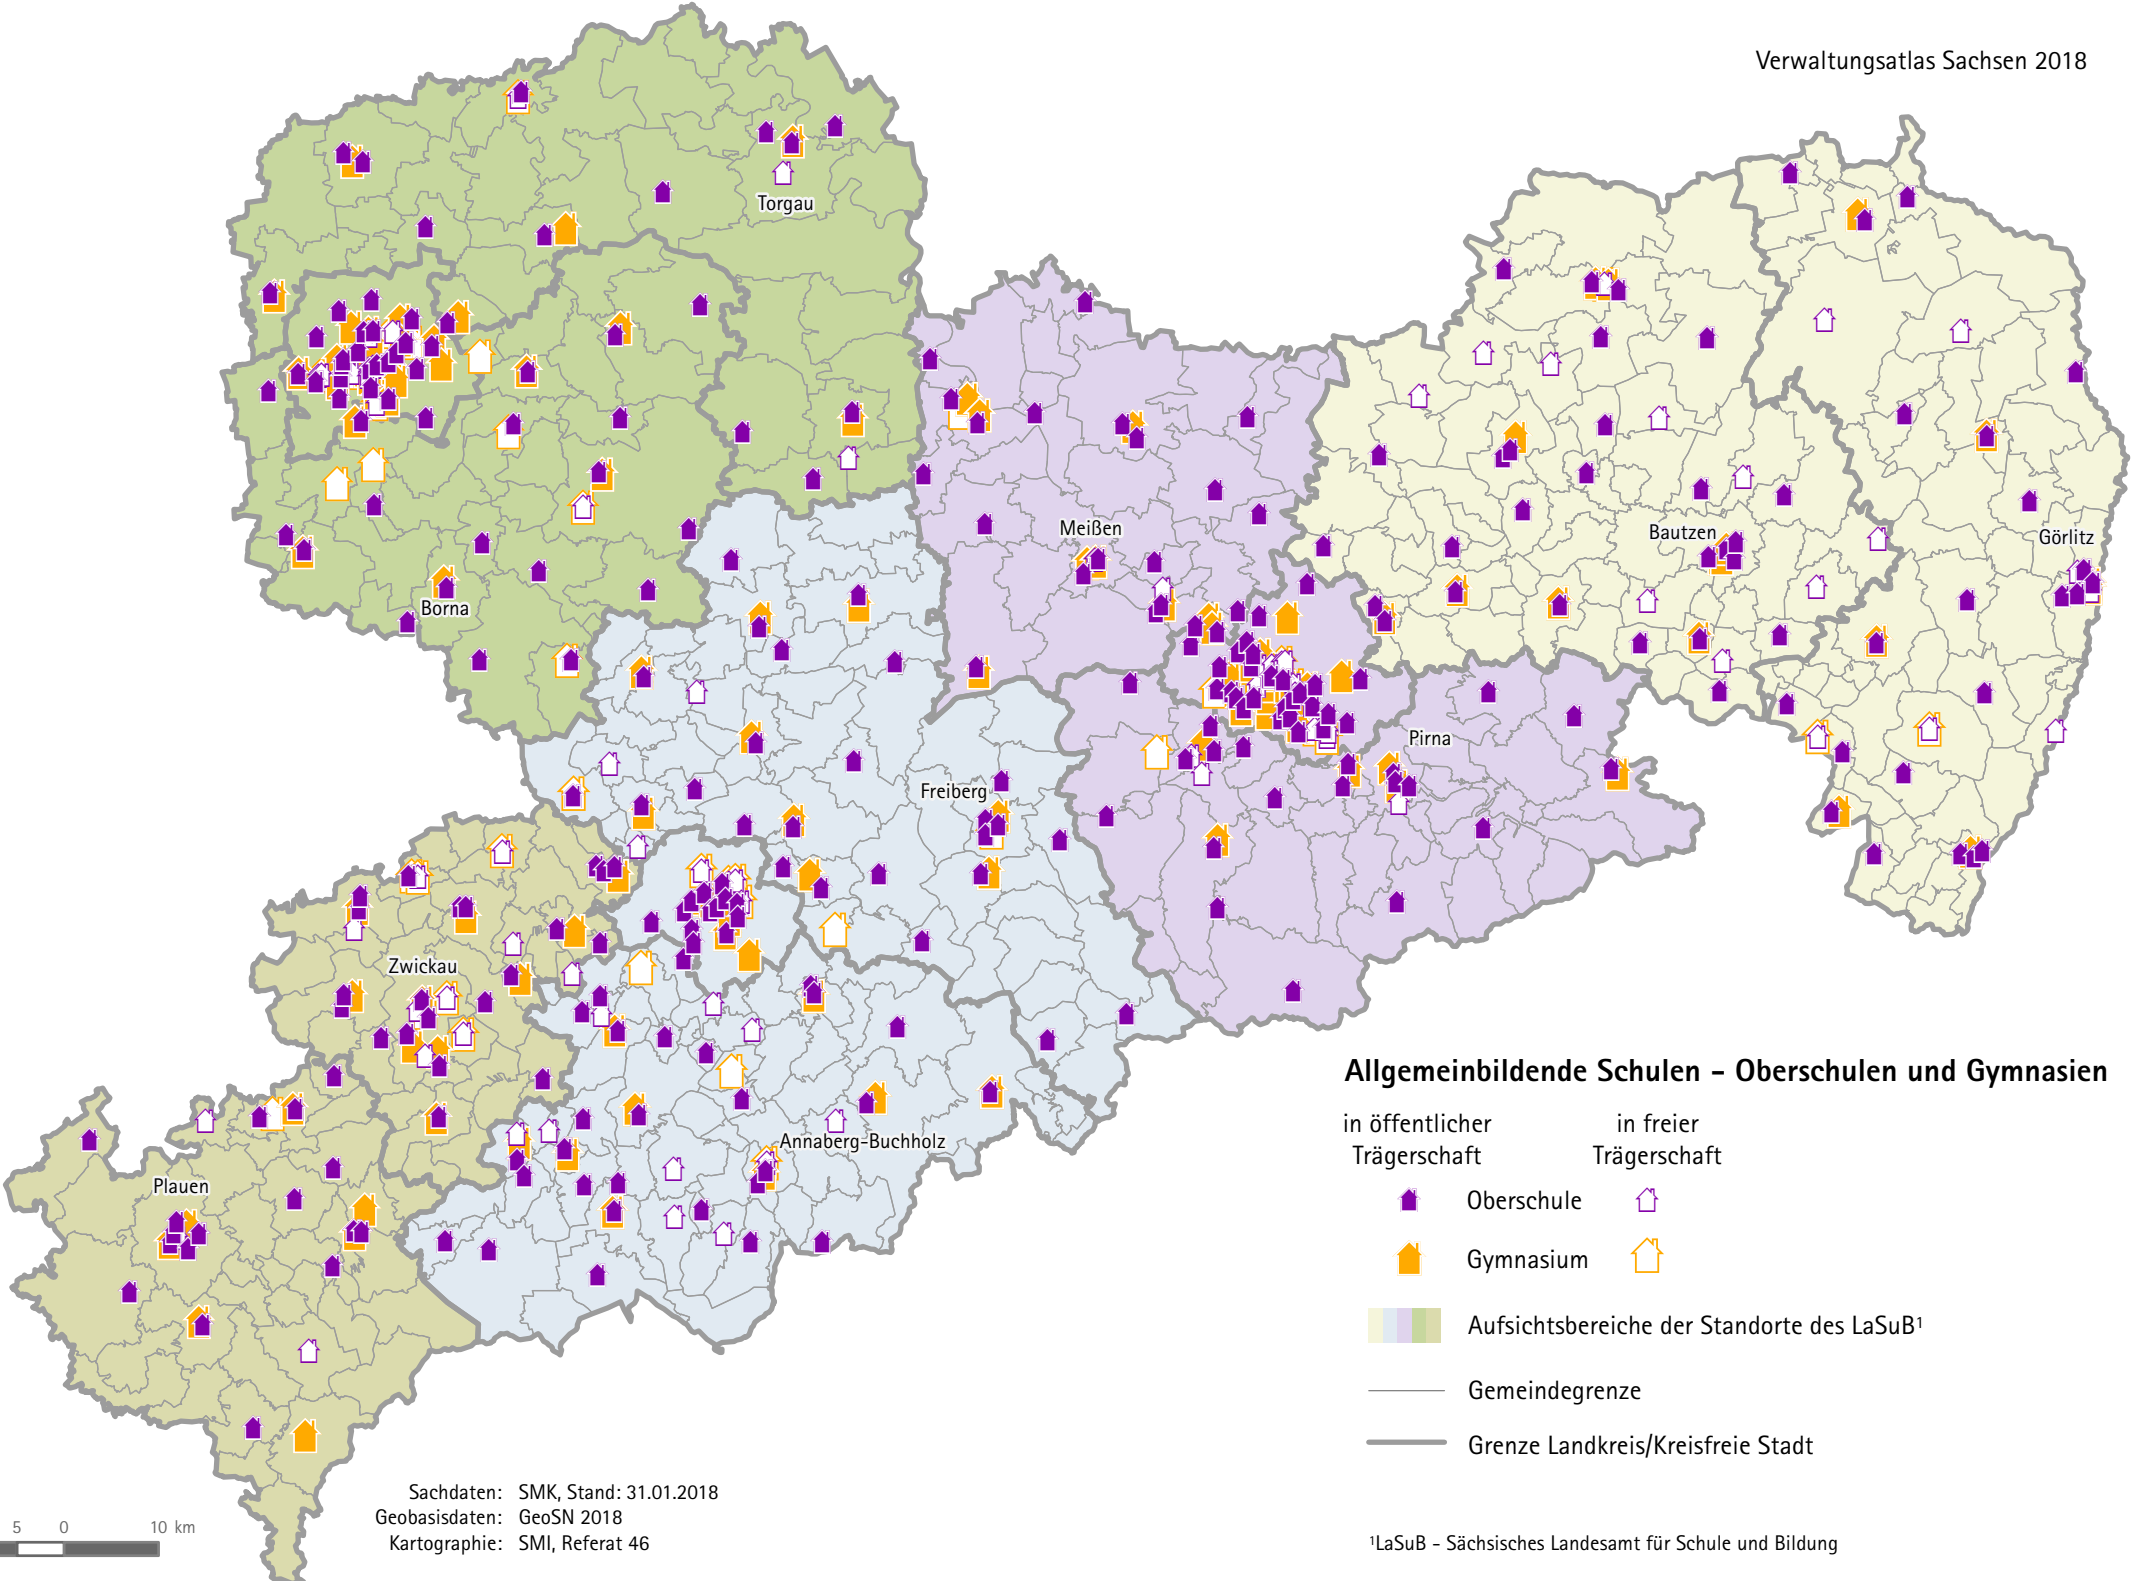 Verwaltungsatlas Sachsen 2018
Torgau
Meißen
Bautzen
Görlitz
Borna
Pirna
Freiberg
Zwickau
Annaberg-Buchholz
Plauen
Allgemeinbildende Schulen - Oberschulen und Gymnasien
in öffentlicher Trägerschaft
in freier Trägerschaft
Oberschule
Gymnasium
Aufsichtsbereiche der Standorte des LaSuB¹
Gemeindegrenze
Grenze Landkreis/Kreisfreie Stadt
Sachdaten: SMK, Stand: 31.01.2018
Geobasisdaten: GeoSN 2018
Kartographie: SMI, Referat 46
5 0 10 km
¹LaSuB - Sächsisches Landesamt für Schule und Bildung